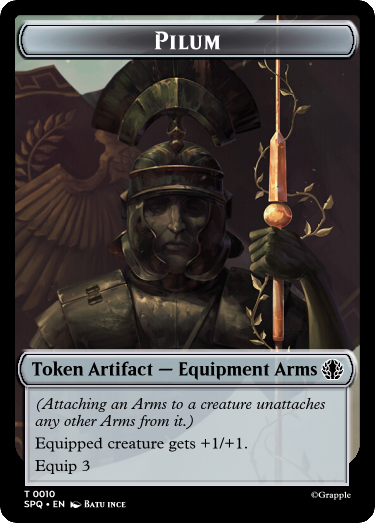 Pilum
Token Artifact — Equipment Arms
(Attaching an Arms to a creature unattaches
any other Arms from it.)
Equipped creature gets +1/+1.
Equip 3
T 0010
©Grapple
SPQ • EN Batu ince